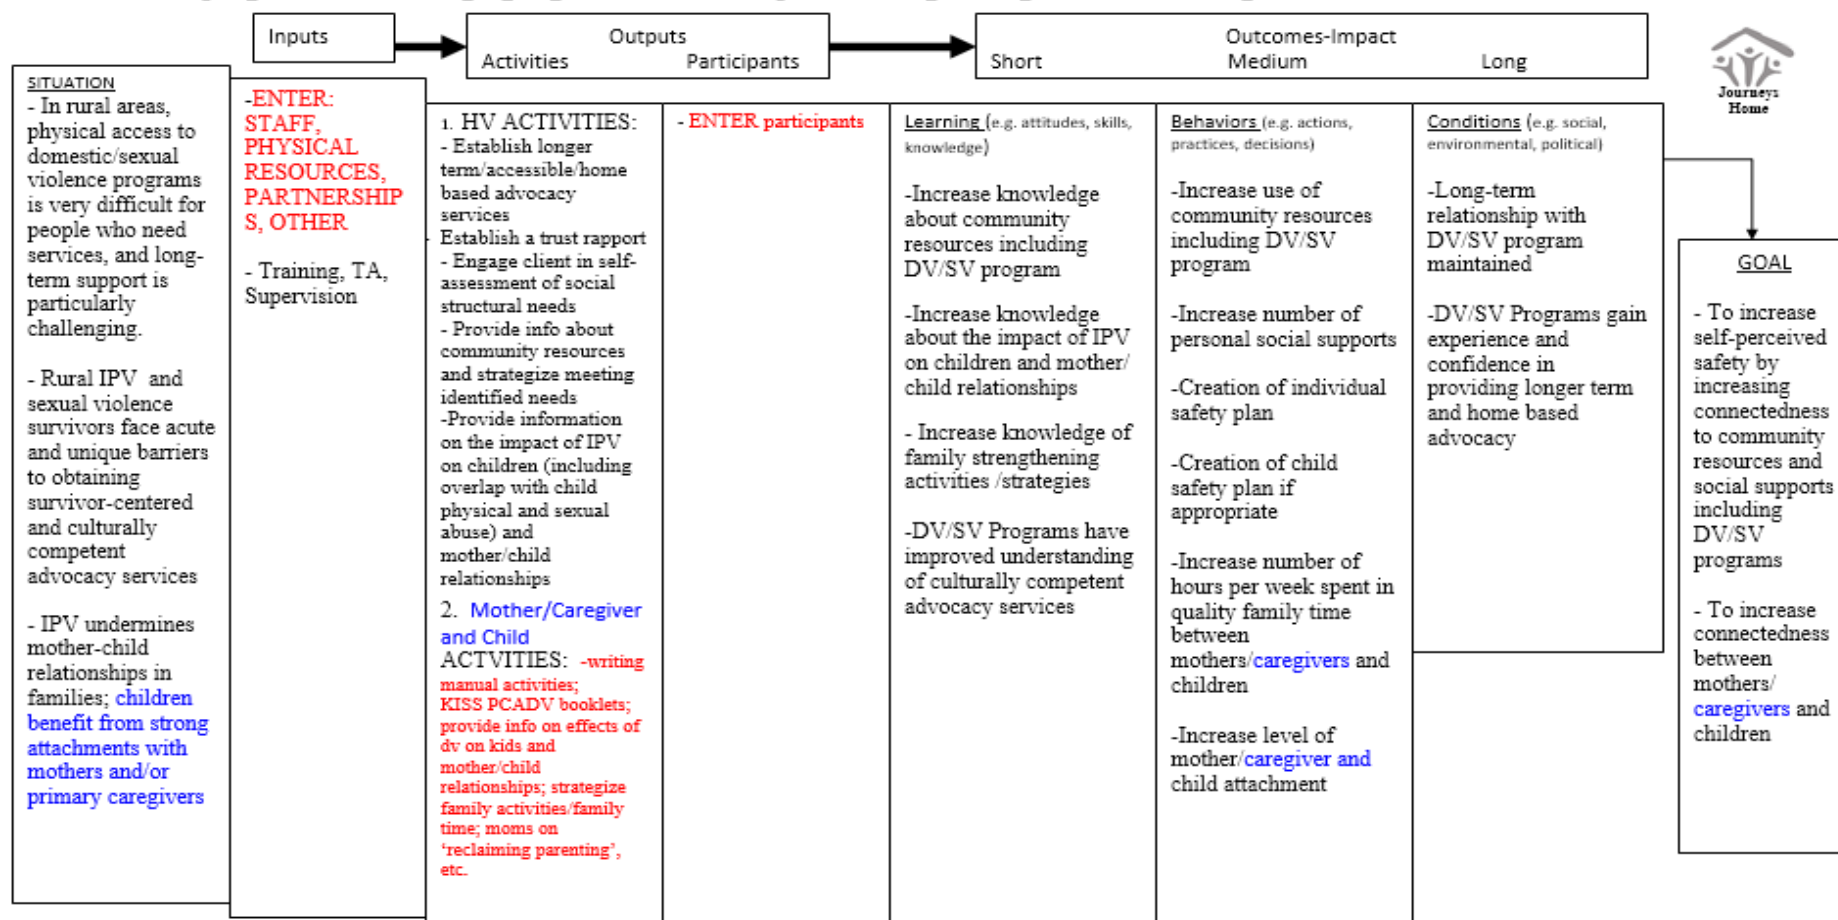 Inputs
Outputs
Activities Participants
Outcomes-Impact
Short Medium Long
Journeys
Home
SITUATION
- In rural areas,
physical access to
domestic/sexual
violence programs
is very difficult for
people who need
services, and long-
term support is
particularly
challenging.
- Rural IPV and
sexual violence
survivors face acute
and unique barriers
to obtaining
survivor-centered
and culturally
competent
advocacy services
- IPV undermines
mother-child
relationships in
families; children
benefit from strong
attachments with
mothers and/or
primary caregivers
-ENTER:
STAFF,
PHYSICAL
RESOURCES,
PARTNERSHIP
S, OTHER
- Training, TA,
Supervision
1. HV ACTIVITIES:
- Establish longer
term/accessible/home
based advocacy
services
- Establish a trust rapport
- Engage client in self-
assessment of social
structural needs
- Provide info about
community resources
and strategize meeting
identified needs
-Provide information
on the impact of IPV
on children (including
overlap with child
physical and sexual
abuse) and
mother/child
relationships
2. Mother/Caregiver
and Child
ACTVITIES: -writing
manual activities;
KISS PCADV booklets;
provide info on effects of
dv on kids and
mother/child
relationships; strategize
family activities/family
time; moms on
‘reclaiming parenting’,
etc.
- ENTER participants
Learning (e.g. attitudes, skills,
knowledge)
-Increase knowledge
about community
resources including
DV/SV program
-Increase knowledge
about the impact of IPV
on children and mother/
child relationships
- Increase knowledge of
family strengthening
activities /strategies
-DV/SV Programs have
improved understanding
of culturally competent
advocacy services
Behaviors (e.g. actions,
practices, decisions)
-Increase use of
community resources
including DV/SV
program
-Increase number of
personal social supports
-Creation of individual
safety plan
-Creation of child
safety plan if
appropriate
-Increase number of
hours per week spent in
quality family time
between
mothers/caregivers and
children
-Increase level of
mother/caregiver and
child attachment
Conditions (e.g. social,
environmental, political)
-Long-term
relationship with
DV/SV program
maintained
-DV/SV Programs gain
experience and
confidence in
providing longer term
and home based
advocacy
GOAL
- To increase
self-perceived
safety by
increasing
connectedness
to community
resources and
social supports
including
DV/SV
programs
- To increase
connectedness
between
mothers/
caregivers and
children